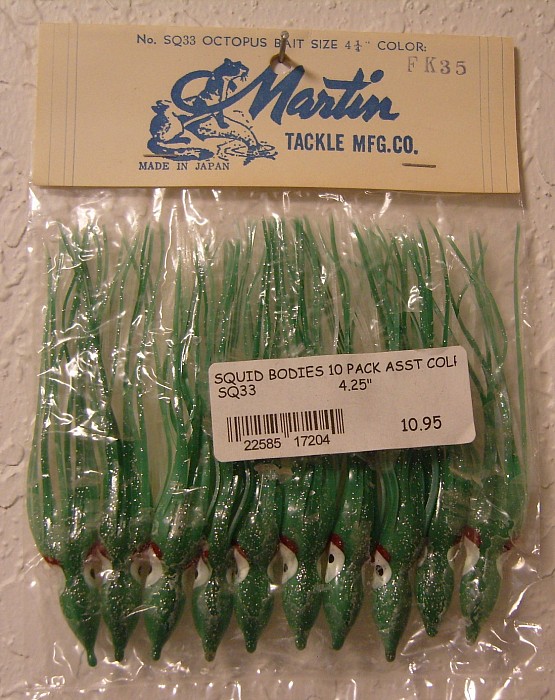 No. SQ33 OCTOPUS BAIT SIZE 4¼" COLOR:
FK35
Martin
TACKLE MFG.CO.
MADE IN JAPAN
SQUID BODIES 10 PACK ASST COL
SQ33 4.25"
22585 17204
10.95